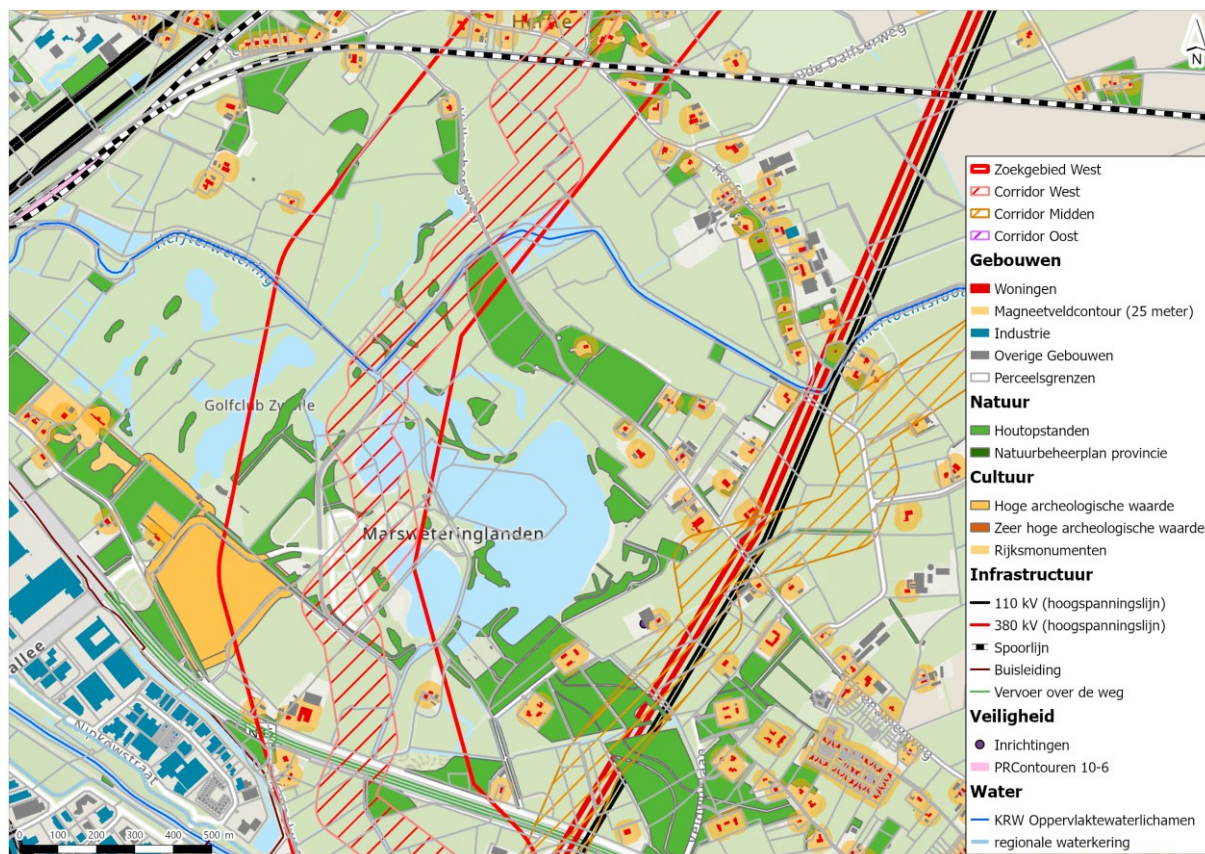 N
Golfclub Zwolle
Marsweteringlanden
Zoekgebied West
Corridor West
Corridor Midden
Corridor Oost
Gebouwen
Woningen
Magneetveldcontour (25 meter)
Industrie
Overige Gebouwen
Perceelsgrenzen
Natuur
Houtopstanden
Natuurbeheerplan provincie
Cultuur
Hoge archeologische waarde
Zeer hoge archeologische waarde
Rijksmonumenten
Infrastructuur
110 kV (hoogspanningslijn)
380 kV (hoogspanningslijn)
Spoorlijn
Buisleiding
Vervoer over de weg
Veiligheid
Inrichtingen
PRContouren 10-6
Water
KRW Oppervlaktewaterlichamen
regionale waterkering
0 100 200 300 400 500 m